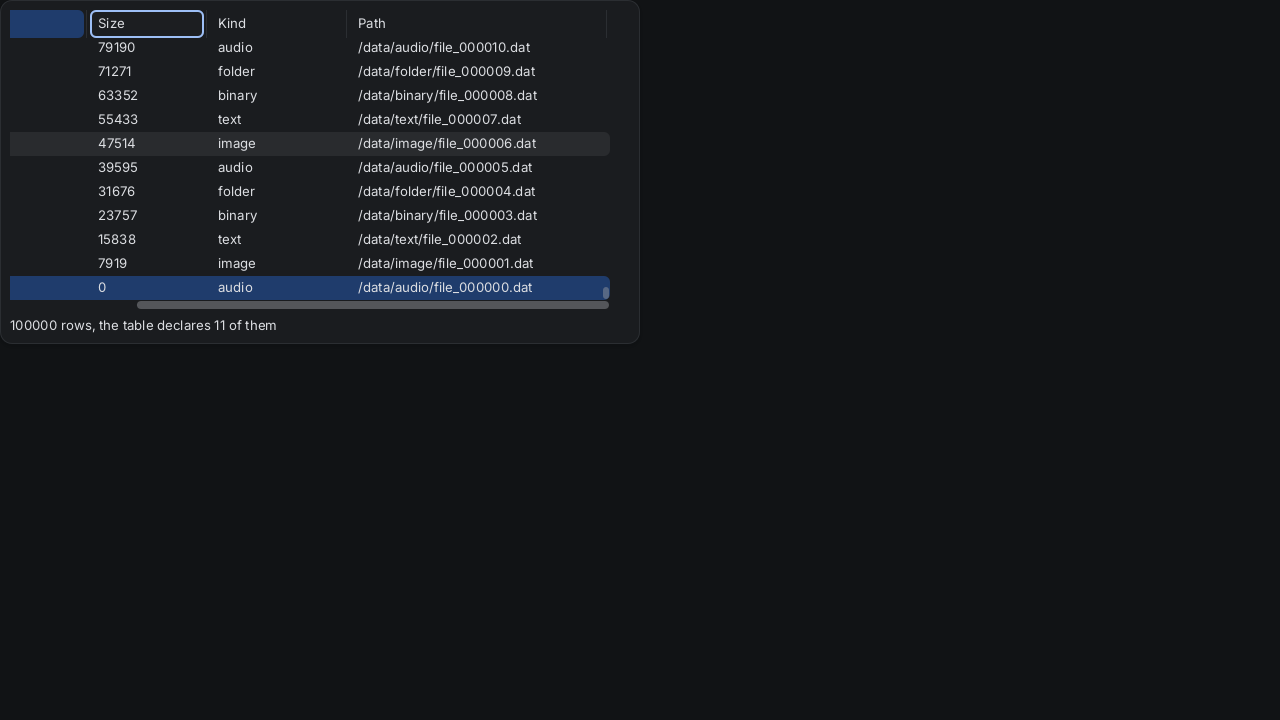 Size Kind Path
79190 audio /data/audio/file_000010.dat
71271 folder /data/folder/file_000009.dat
63352 binary /data/binary/file_000008.dat
55433 text /data/text/file_000007.dat
47514 image /data/image/file_000006.dat
39595 audio /data/audio/file_000005.dat
31676 folder /data/folder/file_000004.dat
23757 binary /data/binary/file_000003.dat
15838 text /data/text/file_000002.dat
7919 image /data/image/file_000001.dat
0 audio /data/audio/file_000000.dat
100000 rows, the table declares 11 of them